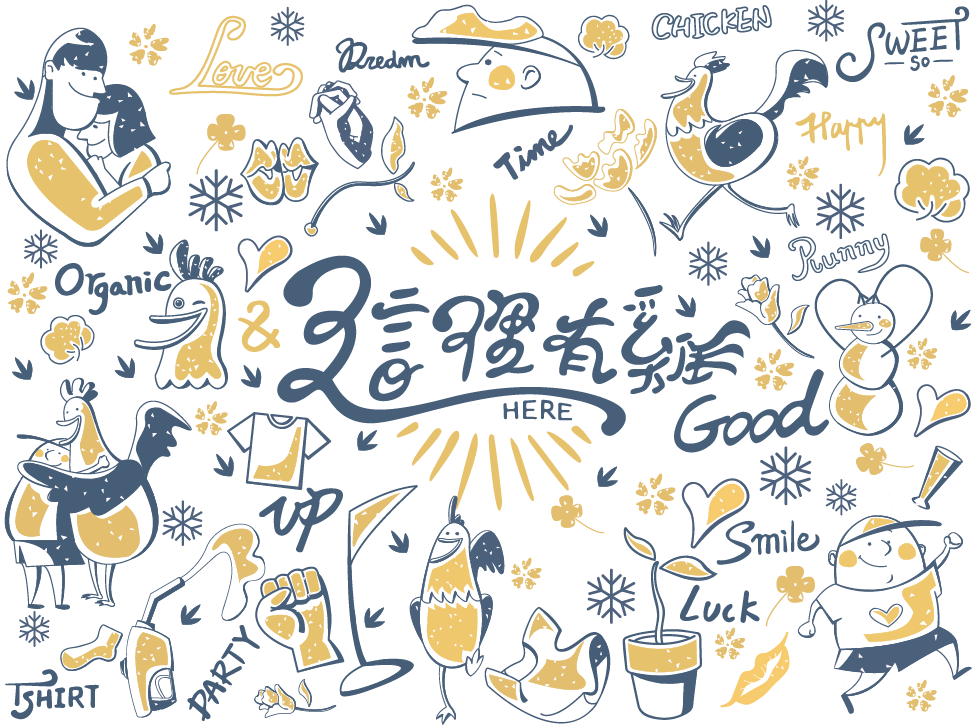 Love
Dream
CHICKEN
SWEET
SO
Time
Happy
Organic
&
這裡有雞
HERE
Good
UP
Smile
Luck
TSHIRT
PARTY